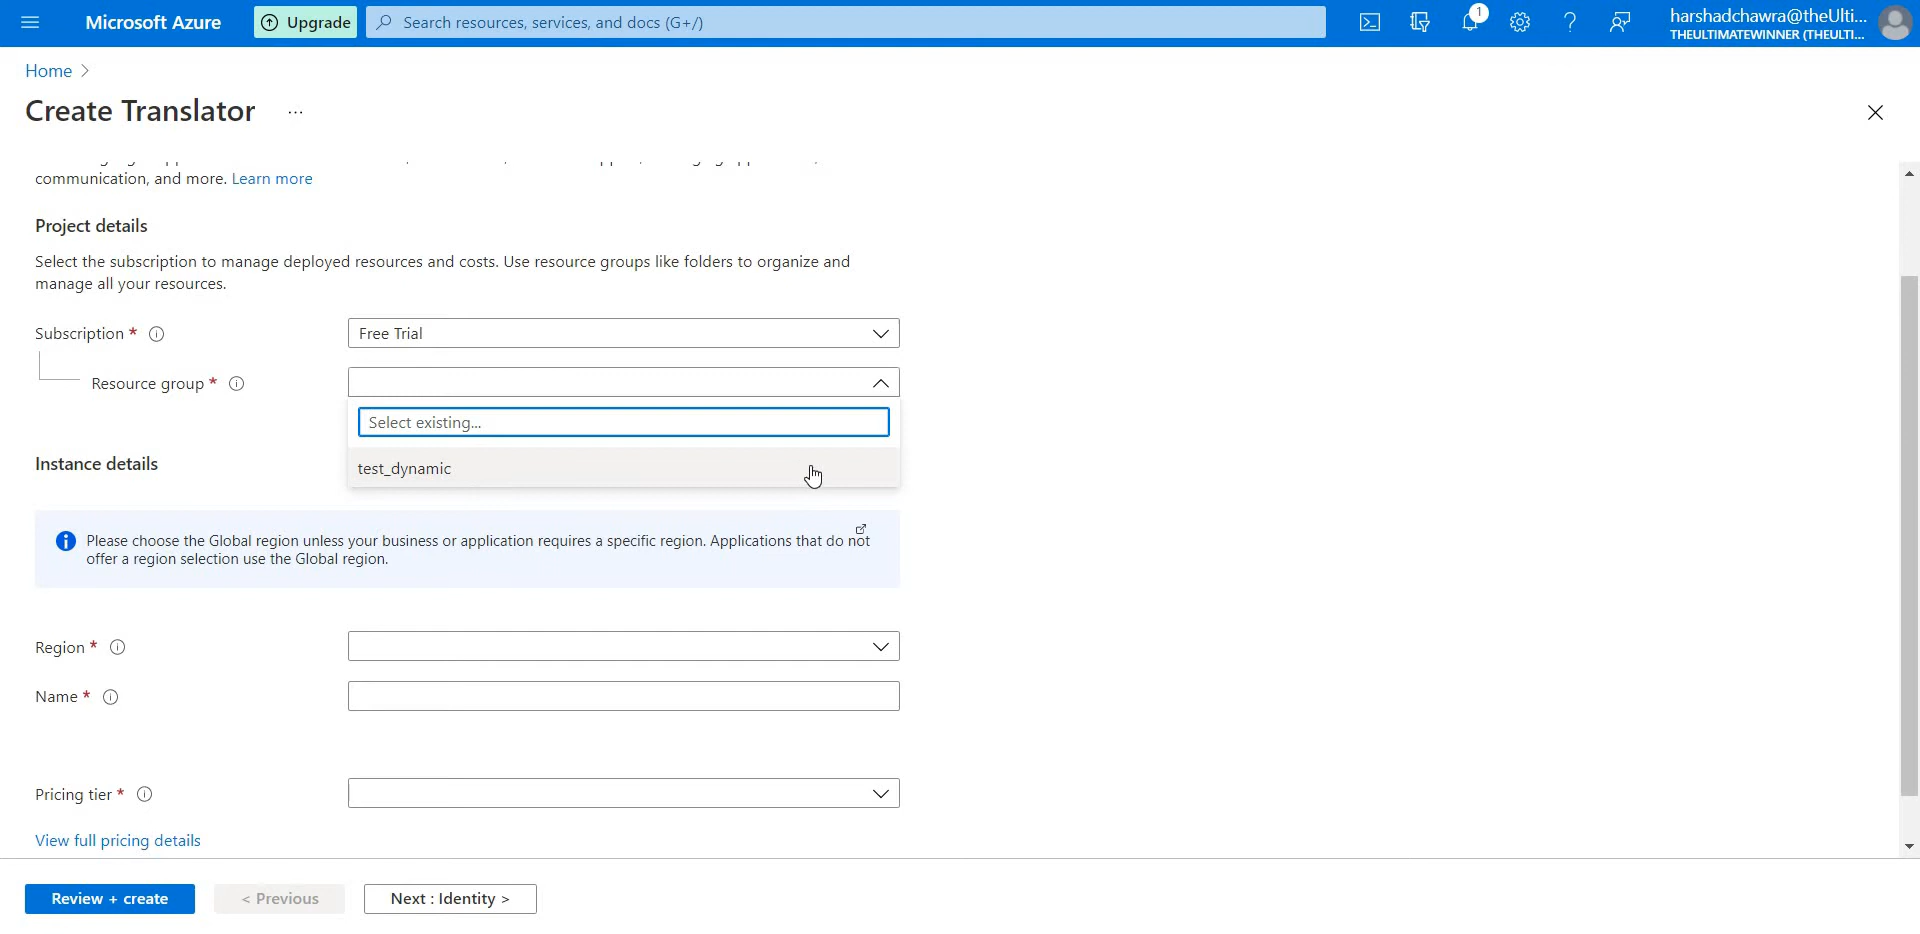 Microsoft Azure
Upgrade
Search resources, services, and docs (G+/)
1
harshadchawra@theUlti...
THEULTIMATEWINNER (THEULTI...
Home >
Create Translator ...
communication, and more. Learn more
Project details
Select the subscription to manage deployed resources and costs. Use resource groups like folders to organize and
manage all your resources.
Subscription *
Free Trial
Resource group *
Select existing...
test_dynamic
Instance details
Please choose the Global region unless your business or application requires a specific region. Applications that do not
offer a region selection use the Global region.
Region *
Name *
Pricing tier *
View full pricing details
Review + create
< Previous
Next : Identity >